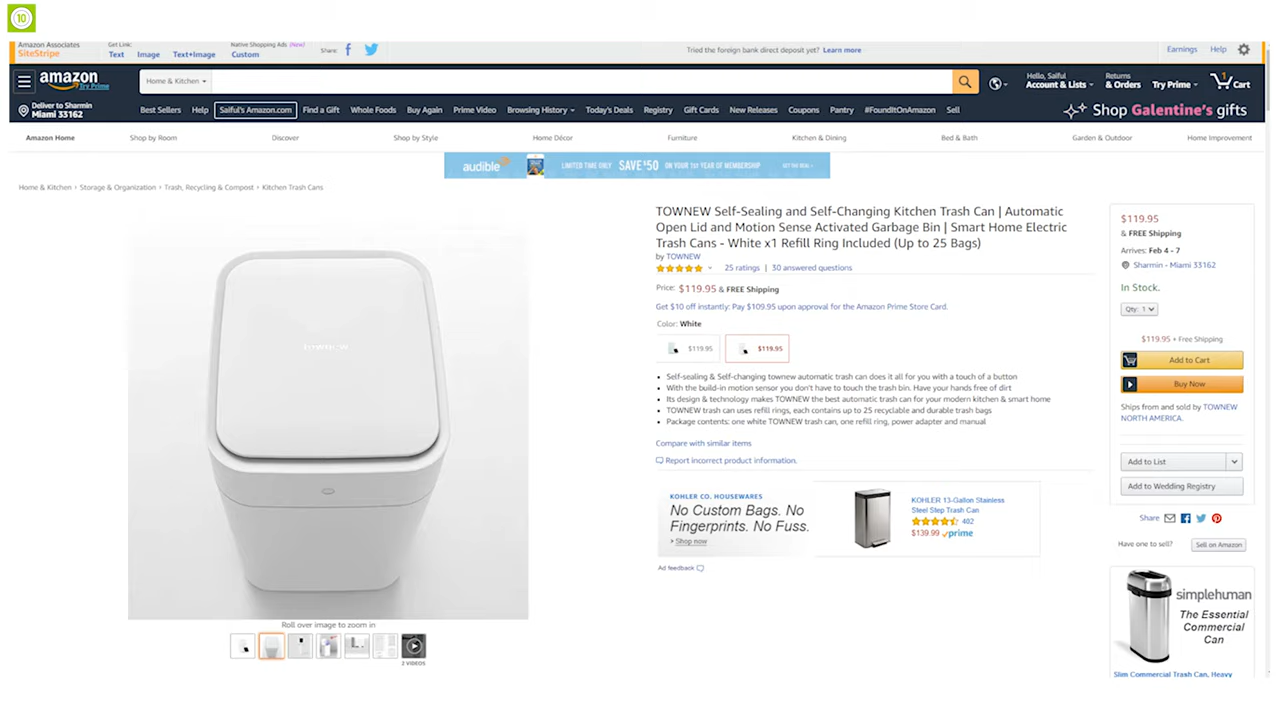 10
Amazon Associates
SiteStripe
Get Link:
Text Image Text+Image
Native Shopping Ads (New)
Custom
Share:
Tried the foreign bank direct deposit yet? Learn more
Earnings Help
amazon
Try Prime
Home & Kitchen
Hello, Saiful
Account & Lists
Returns
& Orders
Try Prime
1
Cart
Deliver to Sharmin
Miami 33162
Best Sellers Help Saiful's Amazon.com Find a Gift Whole Foods Buy Again Prime Video Browsing History Today's Deals Registry Gift Cards New Releases Coupons Pantry #FoundItOnAmazon Sell
Shop Galentine's gifts
Amazon Home Shop by Room Discover Shop by Style Home Décor Furniture Kitchen & Dining Bed & Bath Garden & Outdoor Home Improvement
audible LIMITED TIME ONLY SAVE $50 ON YOUR 1ST YEAR OF MEMBERSHIP GET THE DEAL ›
Home & Kitchen › Storage & Organization › Trash, Recycling & Compost › Kitchen Trash Cans
TOWNEW Self-Sealing and Self-Changing Kitchen Trash Can | Automatic
Open Lid and Motion Sense Activated Garbage Bin | Smart Home Electric
Trash Cans - White x1 Refill Ring Included (Up to 25 Bags)
by TOWNEW
25 ratings | 30 answered questions
Price: $119.95 & FREE Shipping
Get $10 off instantly: Pay $109.95 upon approval for the Amazon Prime Store Card.
Color: White
$119.95
$119.95
• Self-sealing & Self-changing townew automatic trash can does it all for you with a touch of a button
• With the build-in motion sensor you don't have to touch the trash bin. Have your hands free of dirt
• Its design & technology makes TOWNEW the best automatic trash can for your modern kitchen & smart home
• TOWNEW trash can uses refill rings, each contains up to 25 recyclable and durable trash bags
• Package contents: one white TOWNEW trash can, one refill ring, power adapter and manual
Compare with similar items
Report incorrect product information.
KOHLER CO. HOUSEWARES
No Custom Bags. No
Fingerprints. No Fuss.
› Shop now
KOHLER 13-Gallon Stainless
Steel Step Trash Can
402
$139.99 prime
Ad feedback
Roll over image to zoom in
2 VIDEOS
$119.95
& FREE Shipping
Arrives: Feb 4 - 7
Sharmin - Miami 33162
In Stock.
Qty: 1
$119.95 + Free Shipping
Add to Cart
Buy Now
Ships from and sold by TOWNEW
NORTH AMERICA.
Add to List
Add to Wedding Registry
Share
Have one to sell? Sell on Amazon
simplehuman
The Essential
Commercial
Can
Slim Commercial Trash Can, Heavy